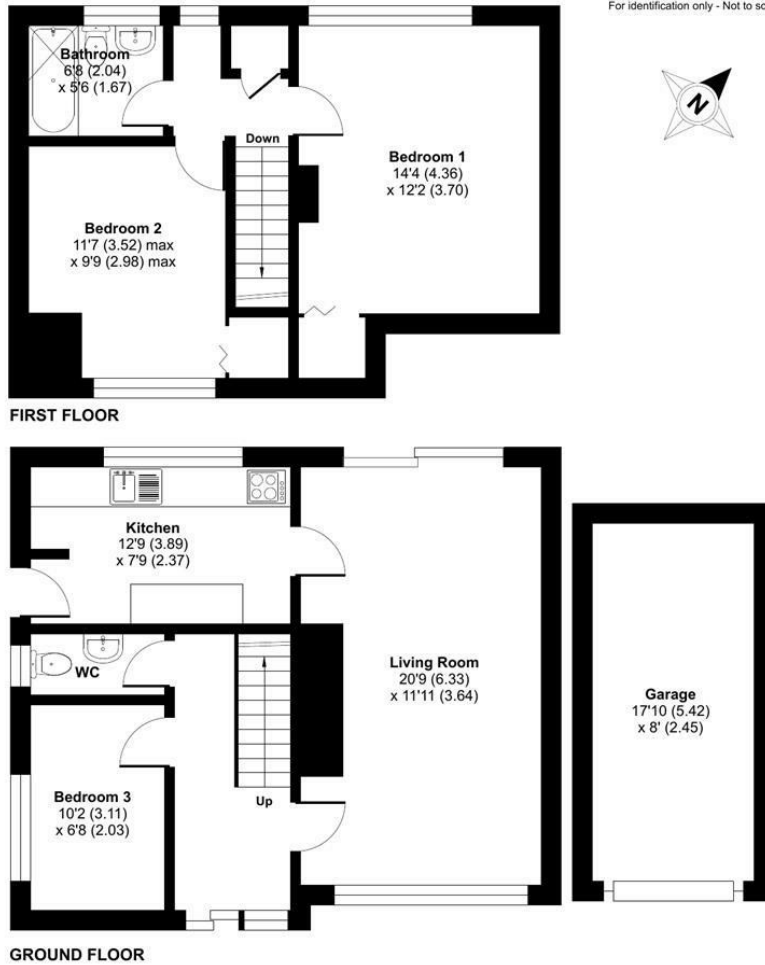 For identification only - Not to sc
N
Bathroom
6'8 (2.04)
x 5'6 (1.67)
Down
Bedroom 1
14'4 (4.36)
x 12'2 (3.70)
Bedroom 2
11'7 (3.52) max
x 9'9 (2.98) max
FIRST FLOOR
Kitchen
12'9 (3.89)
x 7'9 (2.37)
WC
Living Room
20'9 (6.33)
x 11'11 (3.64)
Garage
17'10 (5.42)
x 8' (2.45)
Bedroom 3
10'2 (3.11)
x 6'8 (2.03)
Up
GROUND FLOOR